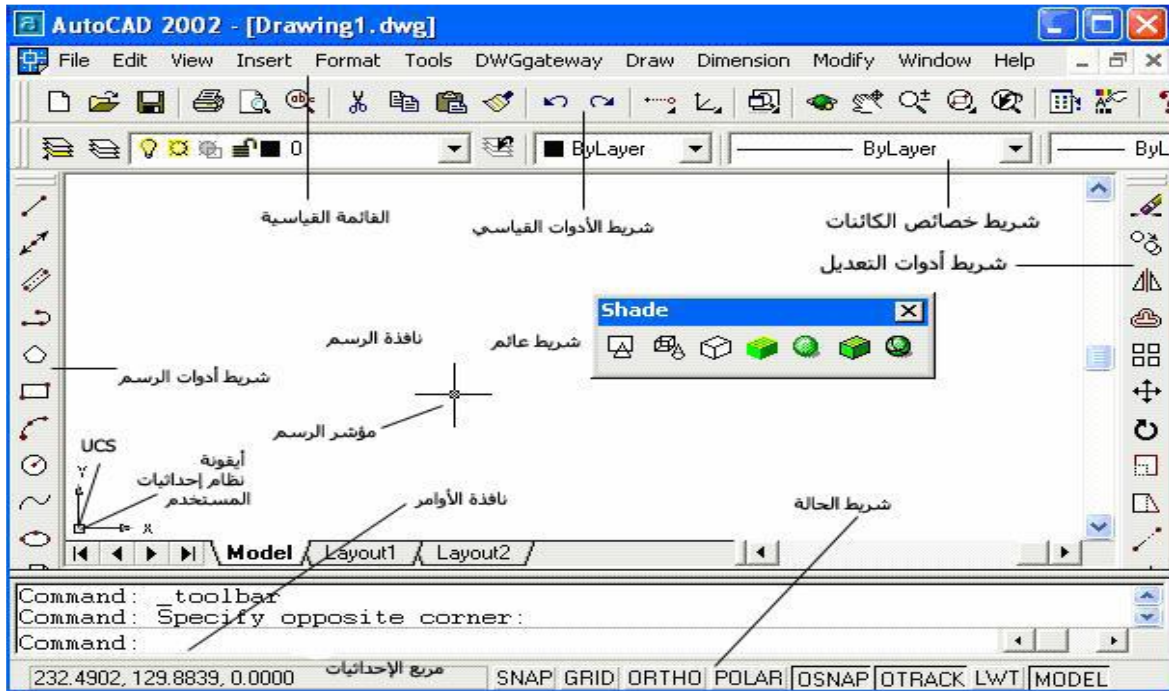 AutoCAD 2002 - [Drawing1.dwg]
File Edit View Insert Format Tools DWGgateway Draw Dimension Modify Window Help
0 ByLayer ByLayer ByL
القائمة القياسية
شريط الأدوات القياسي
شريط خصائص الكائنات
شريط أدوات التعديل
Shade
شريط عائم
نافذة الرسم
شريط أدوات الرسم
مؤشر الرسم
UCS
أيقونة
نظام إحداثيات
المستخدم
Y
X
نافذة الأوامر
شريط الحالة
Model Layout1 Layout2
Command: _toolbar
Command: Specify opposite corner:
Command:
232.4902, 129.8839, 0.0000 مربع الإحداثيات SNAP GRID ORTHO POLAR OSNAP OTRACK LWT MODEL